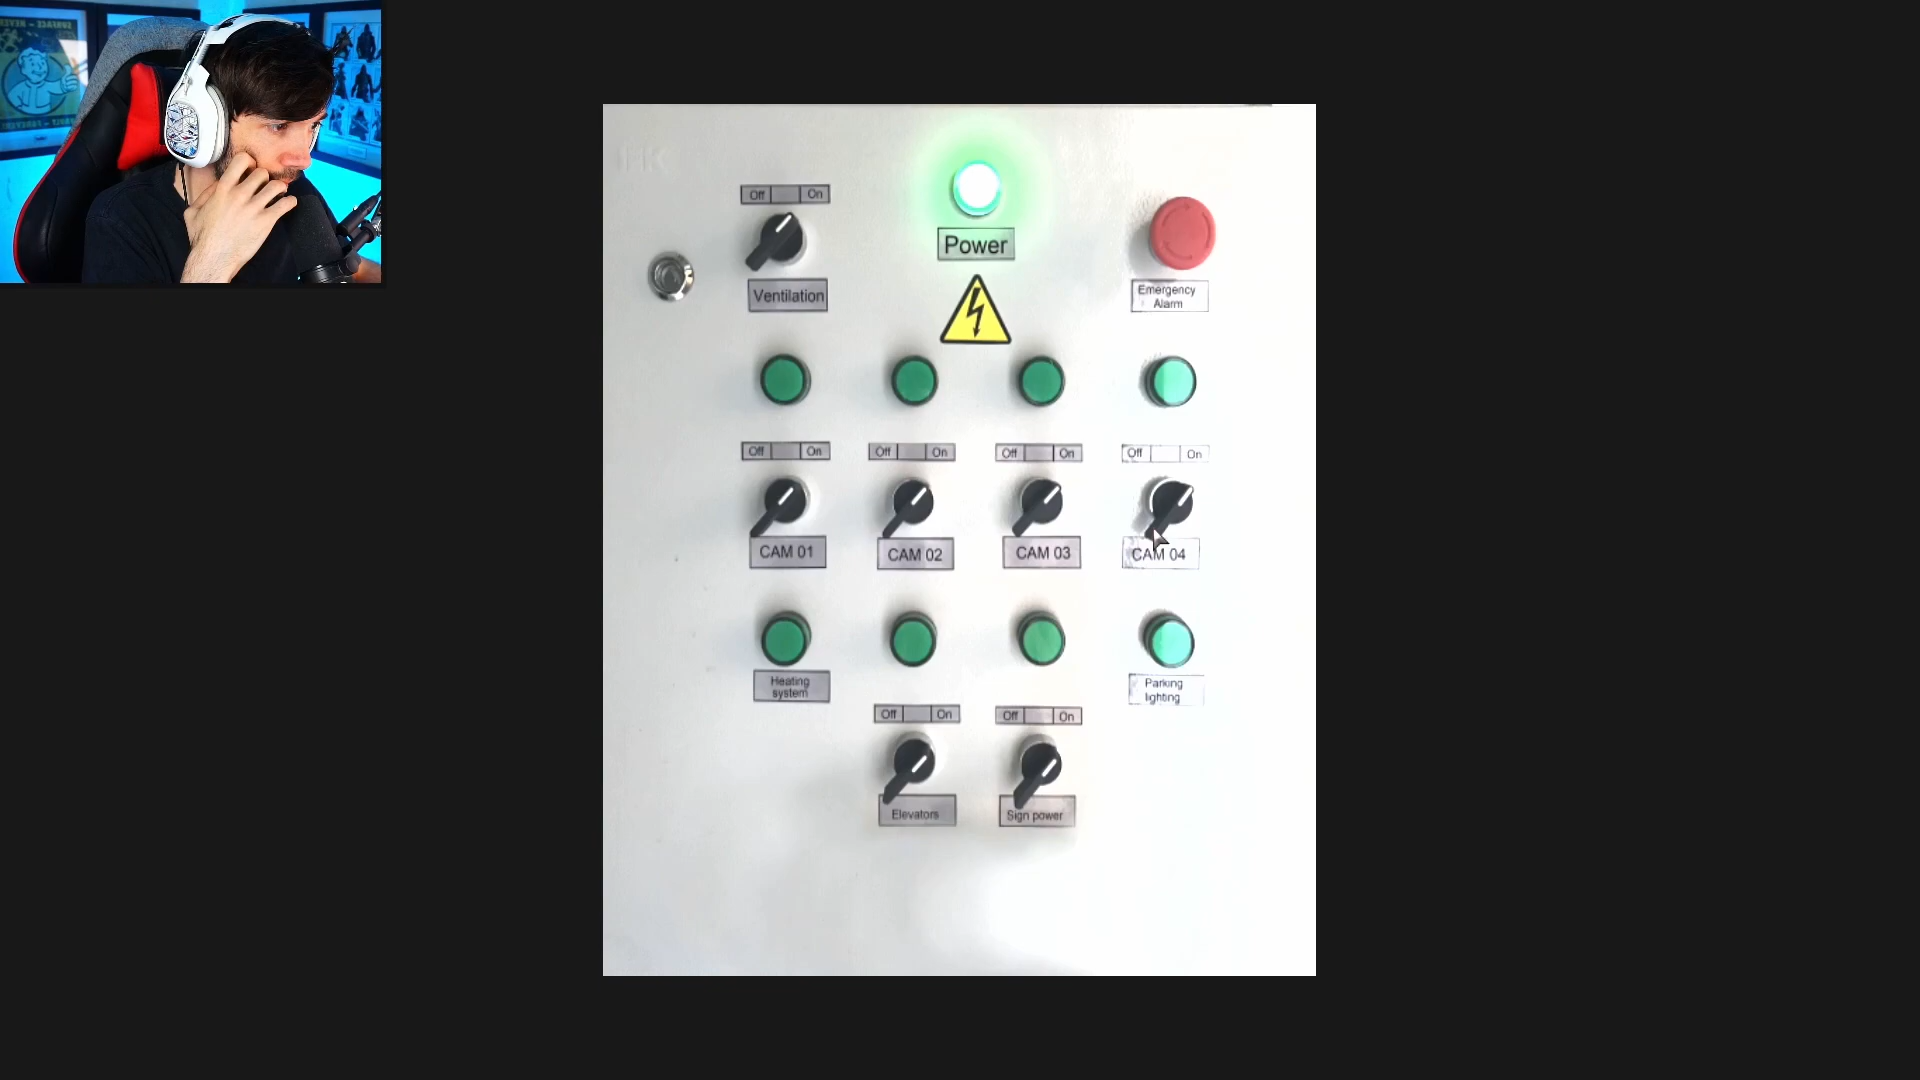 Off On
Power
Ventilation
Emergency
Alarm
Off On Off On Off On Off On
CAM 01 CAM 02 CAM 03 CAM 04
Heating
system
Parking
lighting
Off On Off On
Elevators Sign power